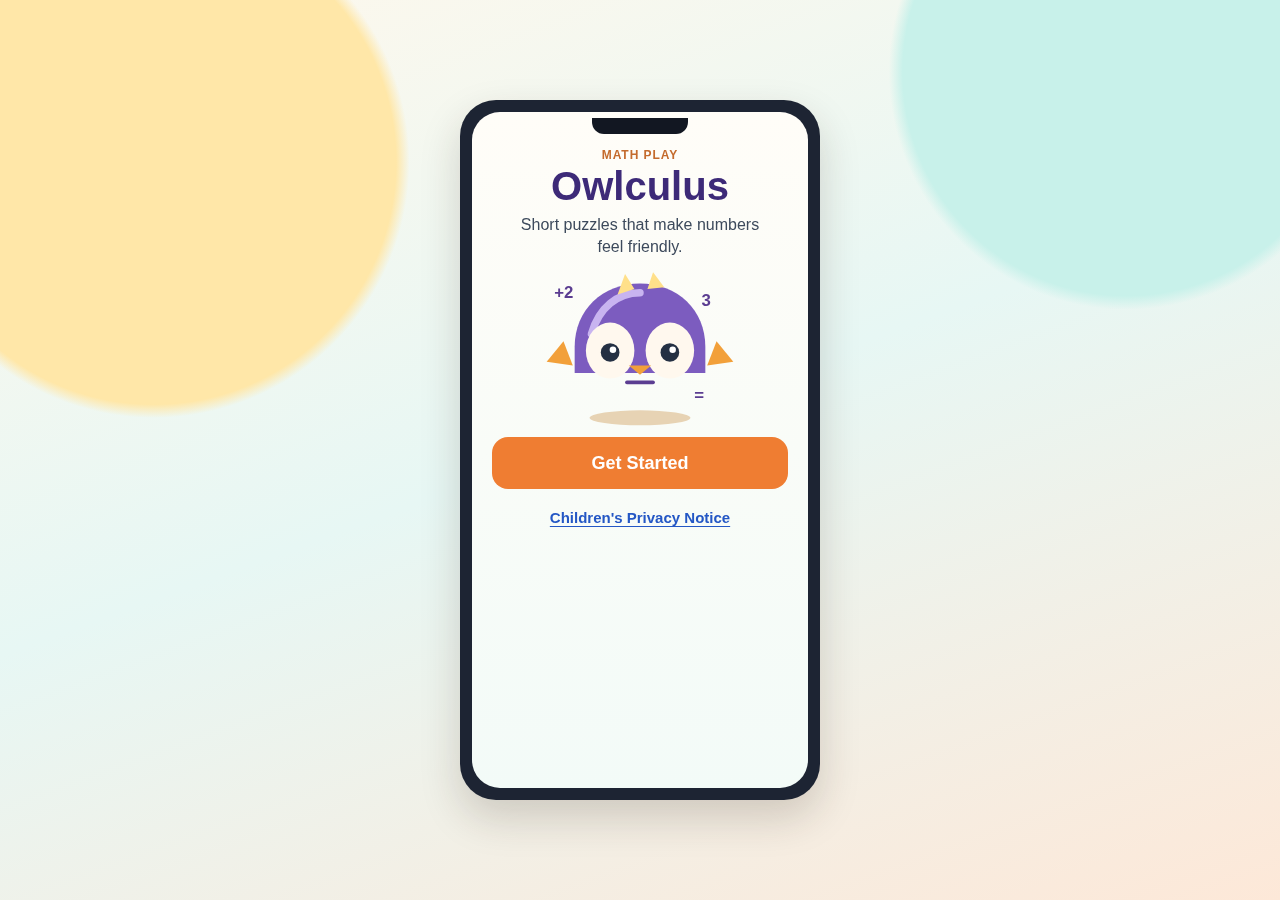 MATH PLAY
Owlculus
Short puzzles that make numbers
feel friendly.
+2
3
=
Get Started
Children's Privacy Notice